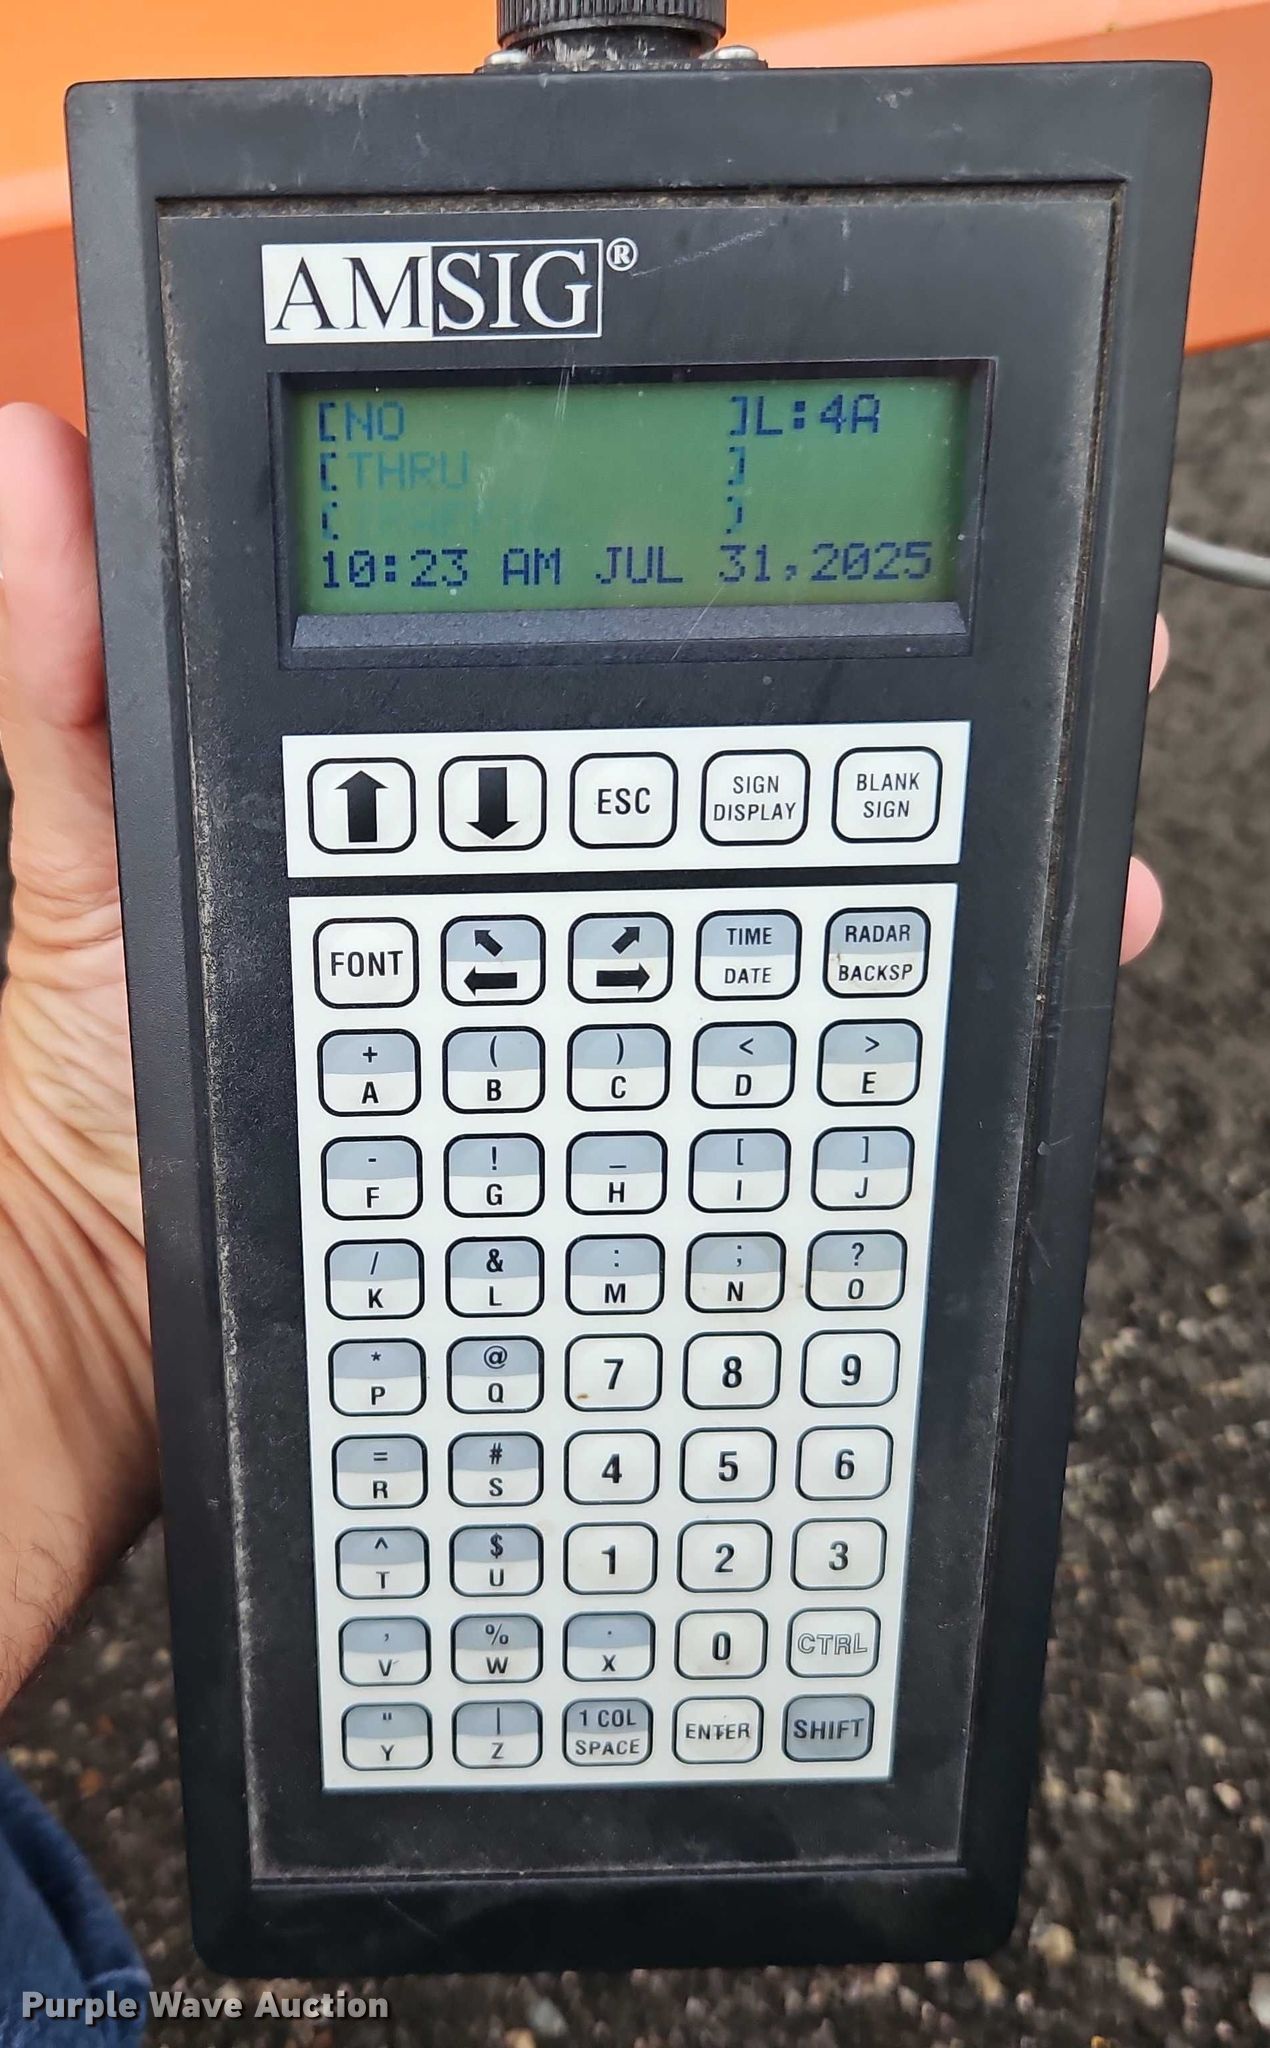 AMSIG®
[NO ]L:4A
[THRU ]
[ ]
10:23 AM JUL 31,2025
ESC
SIGN DISPLAY
BLANK SIGN
FONT
TIME DATE
RADAR BACKSP
+ A
( B
) C
< D
> E
- F
! G
_ H
[ I
] J
/ K
& L
: M
; N
? O
* P
@ Q
7
8
9
= R
# S
4
5
6
^ T
$ U
1
2
3
, V
% W
. X
0
CTRL
" Y
| Z
1 COL SPACE
ENTER
SHIFT
Purple Wave Auction